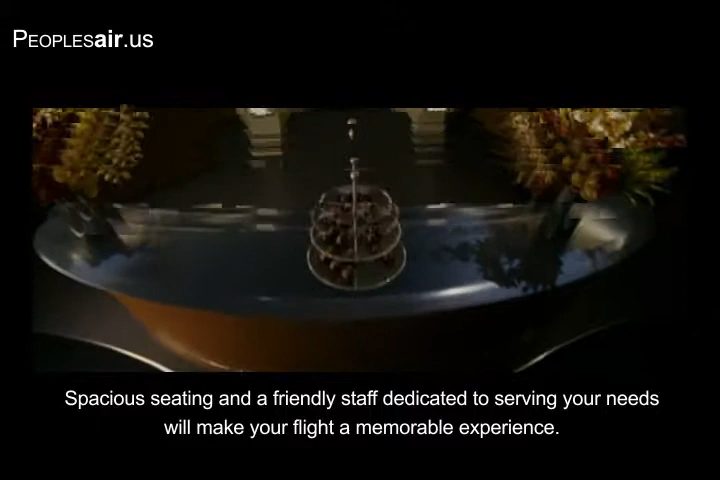 PEOPLESair.us
Spacious seating and a friendly staff dedicated to serving your needs
will make your flight a memorable experience.